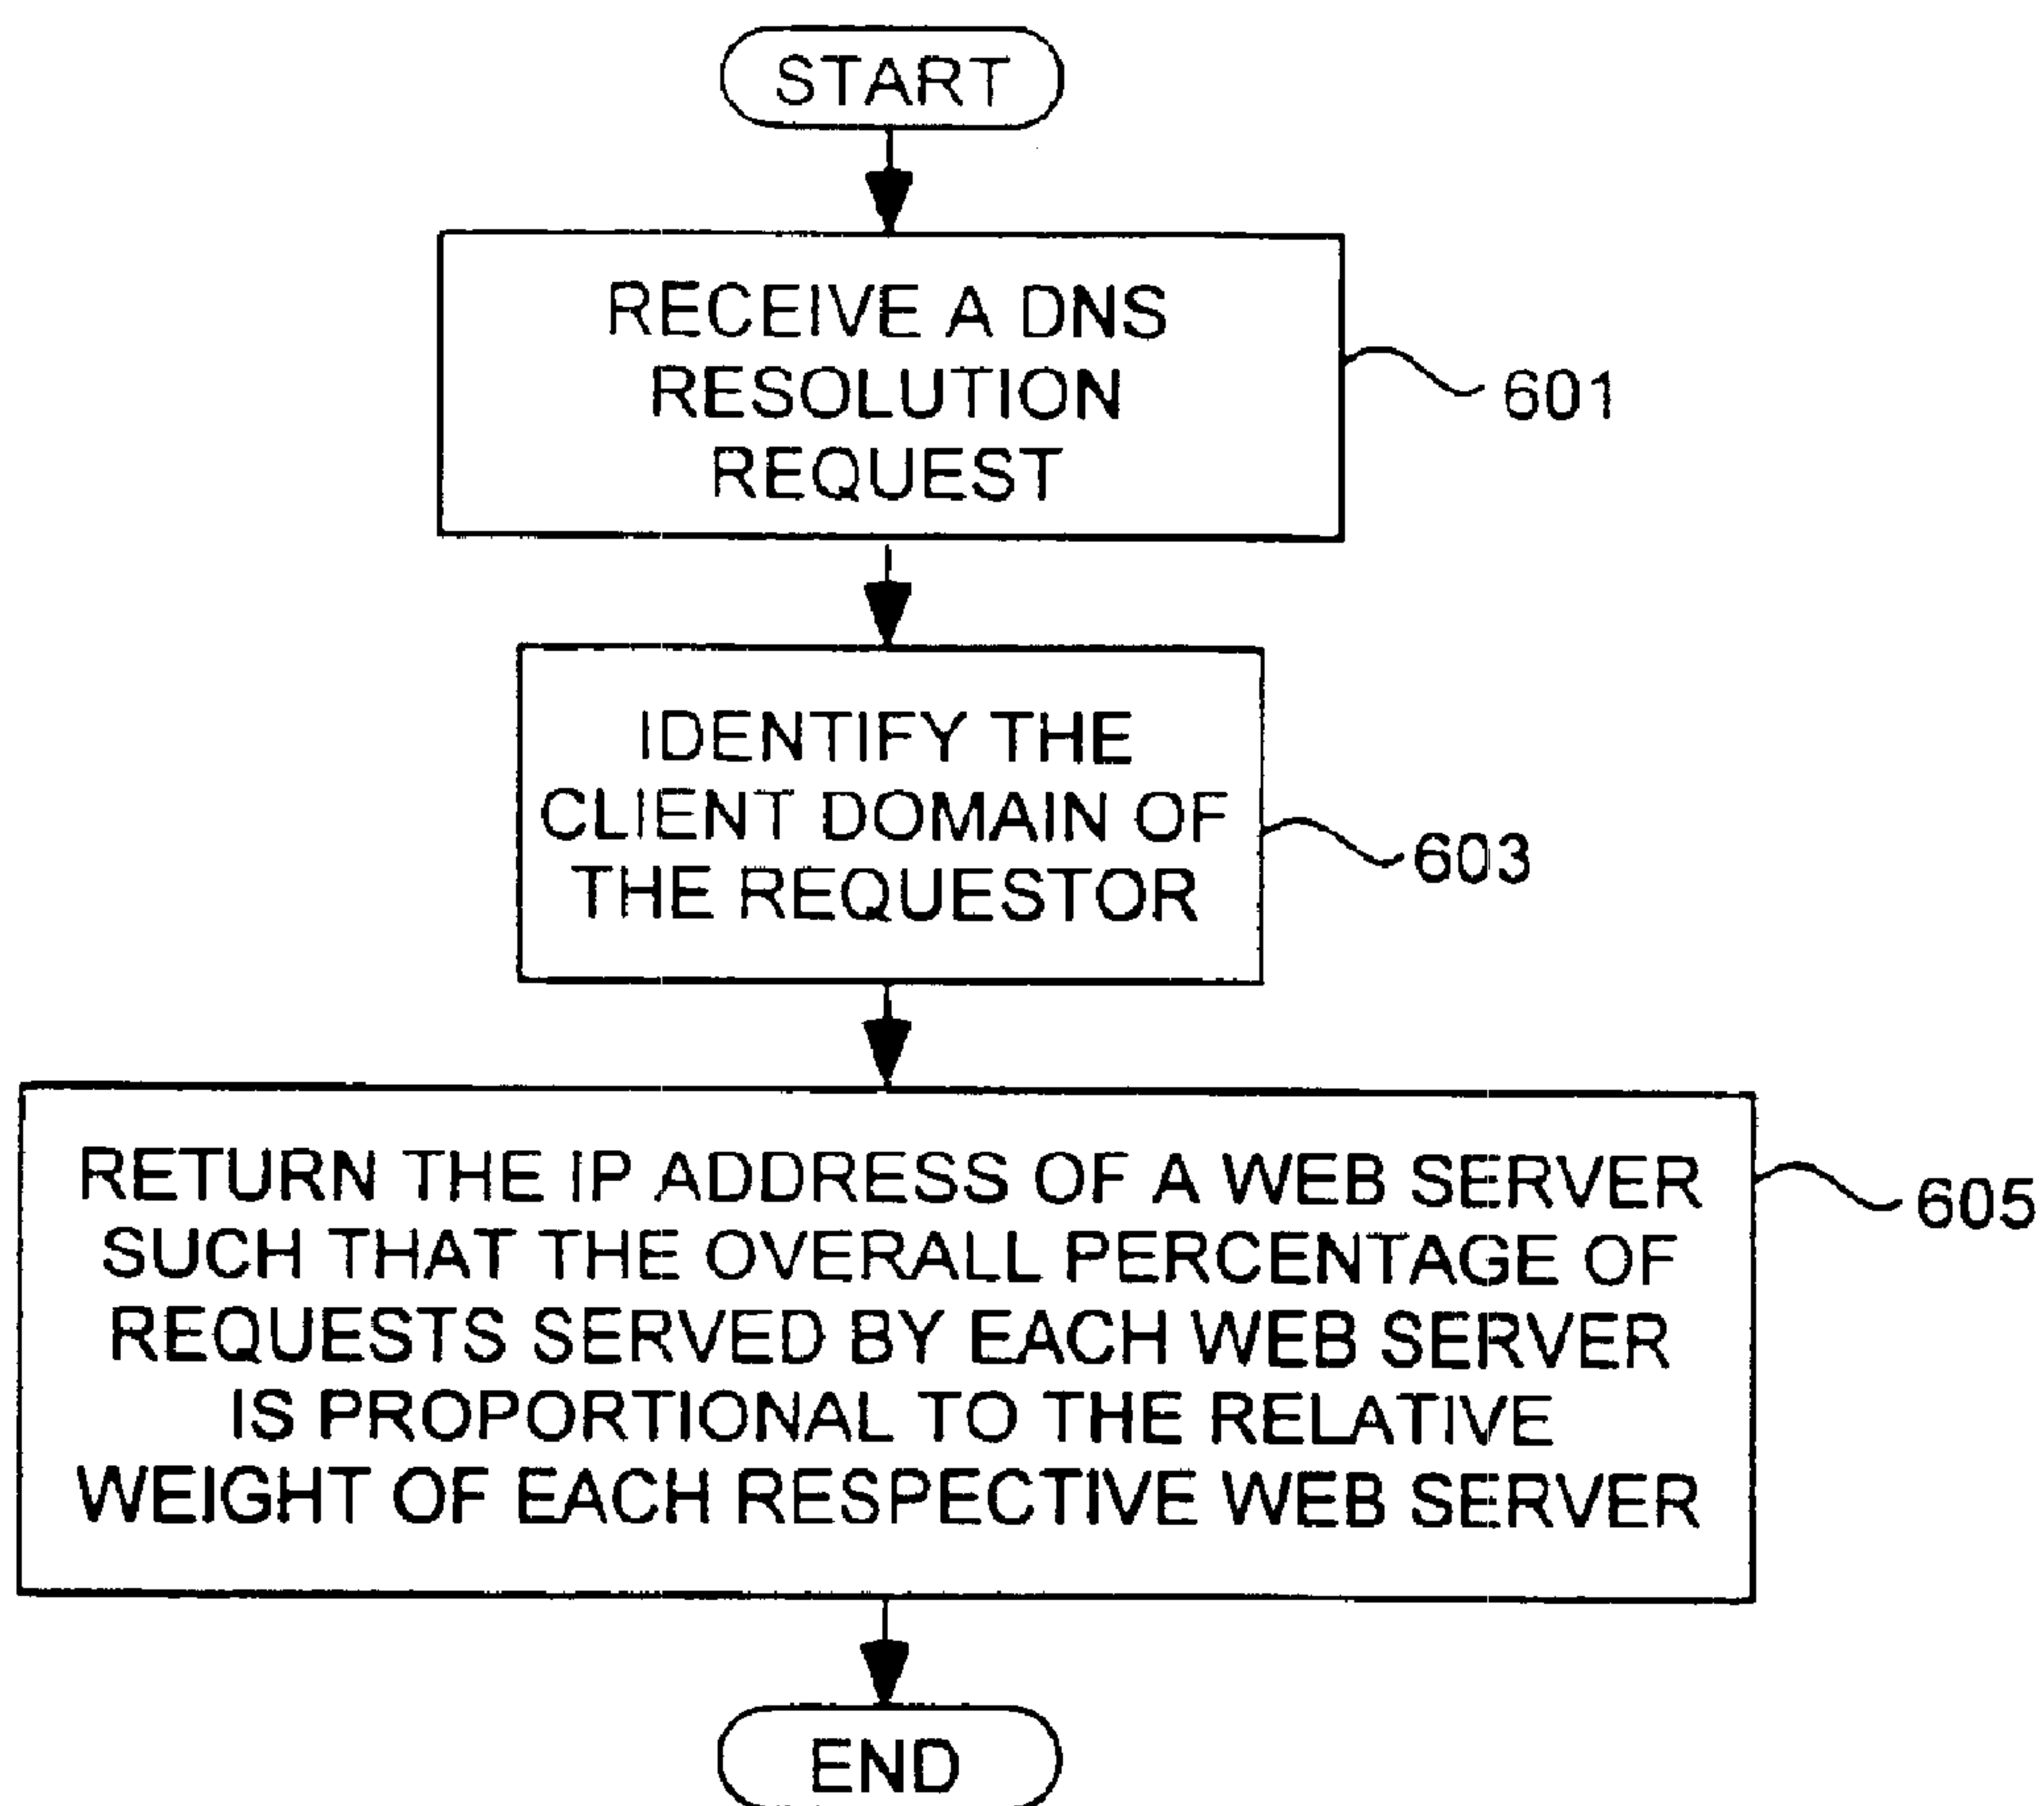 START
RECEIVE A DNS
RESOLUTION
REQUEST
601
IDENTIFY THE
CLIENT DOMAIN OF
THE REQUESTOR
603
RETURN THE IP ADDRESS OF A WEB SERVER
SUCH THAT THE OVERALL PERCENTAGE OF
REQUESTS SERVED BY EACH WEB SERVER
IS PROPORTIONAL TO THE RELATIVE
WEIGHT OF EACH RESPECTIVE WEB SERVER
605
END